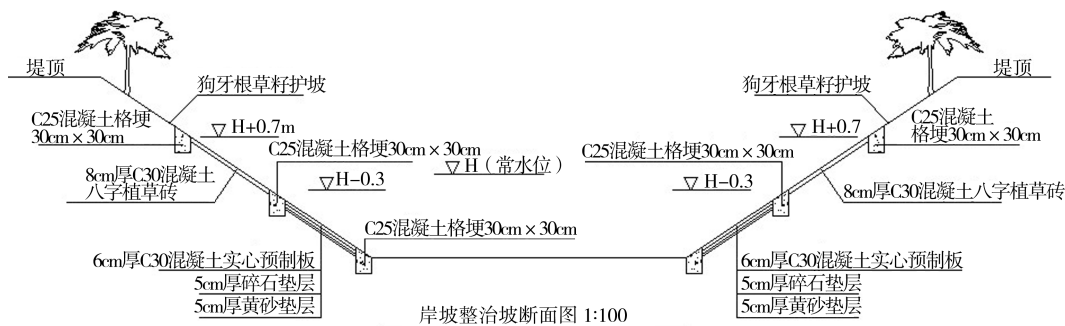 堤顶
狗牙根草籽护坡
C25混凝土格埂
30cm×30cm
H+0.7m
C25混凝土格埂30cm×30cm
8cm厚C30混凝土
八字植草砖
H-0.3
H（常水位）
C25混凝土格埂30cm×30cm
6cm厚C30混凝土实心预制板
5cm厚碎石垫层
5cm厚黄砂垫层
堤顶
狗牙根草籽护坡
C25混凝土
格埂30cm×30cm
H+0.7
C25混凝土格埂30cm×30cm
H-0.3
8cm厚C30混凝土八字植草砖
6cm厚C30混凝土实心预制板
5cm厚碎石垫层
5cm厚黄砂垫层
岸坡整治坡断面图 1:100